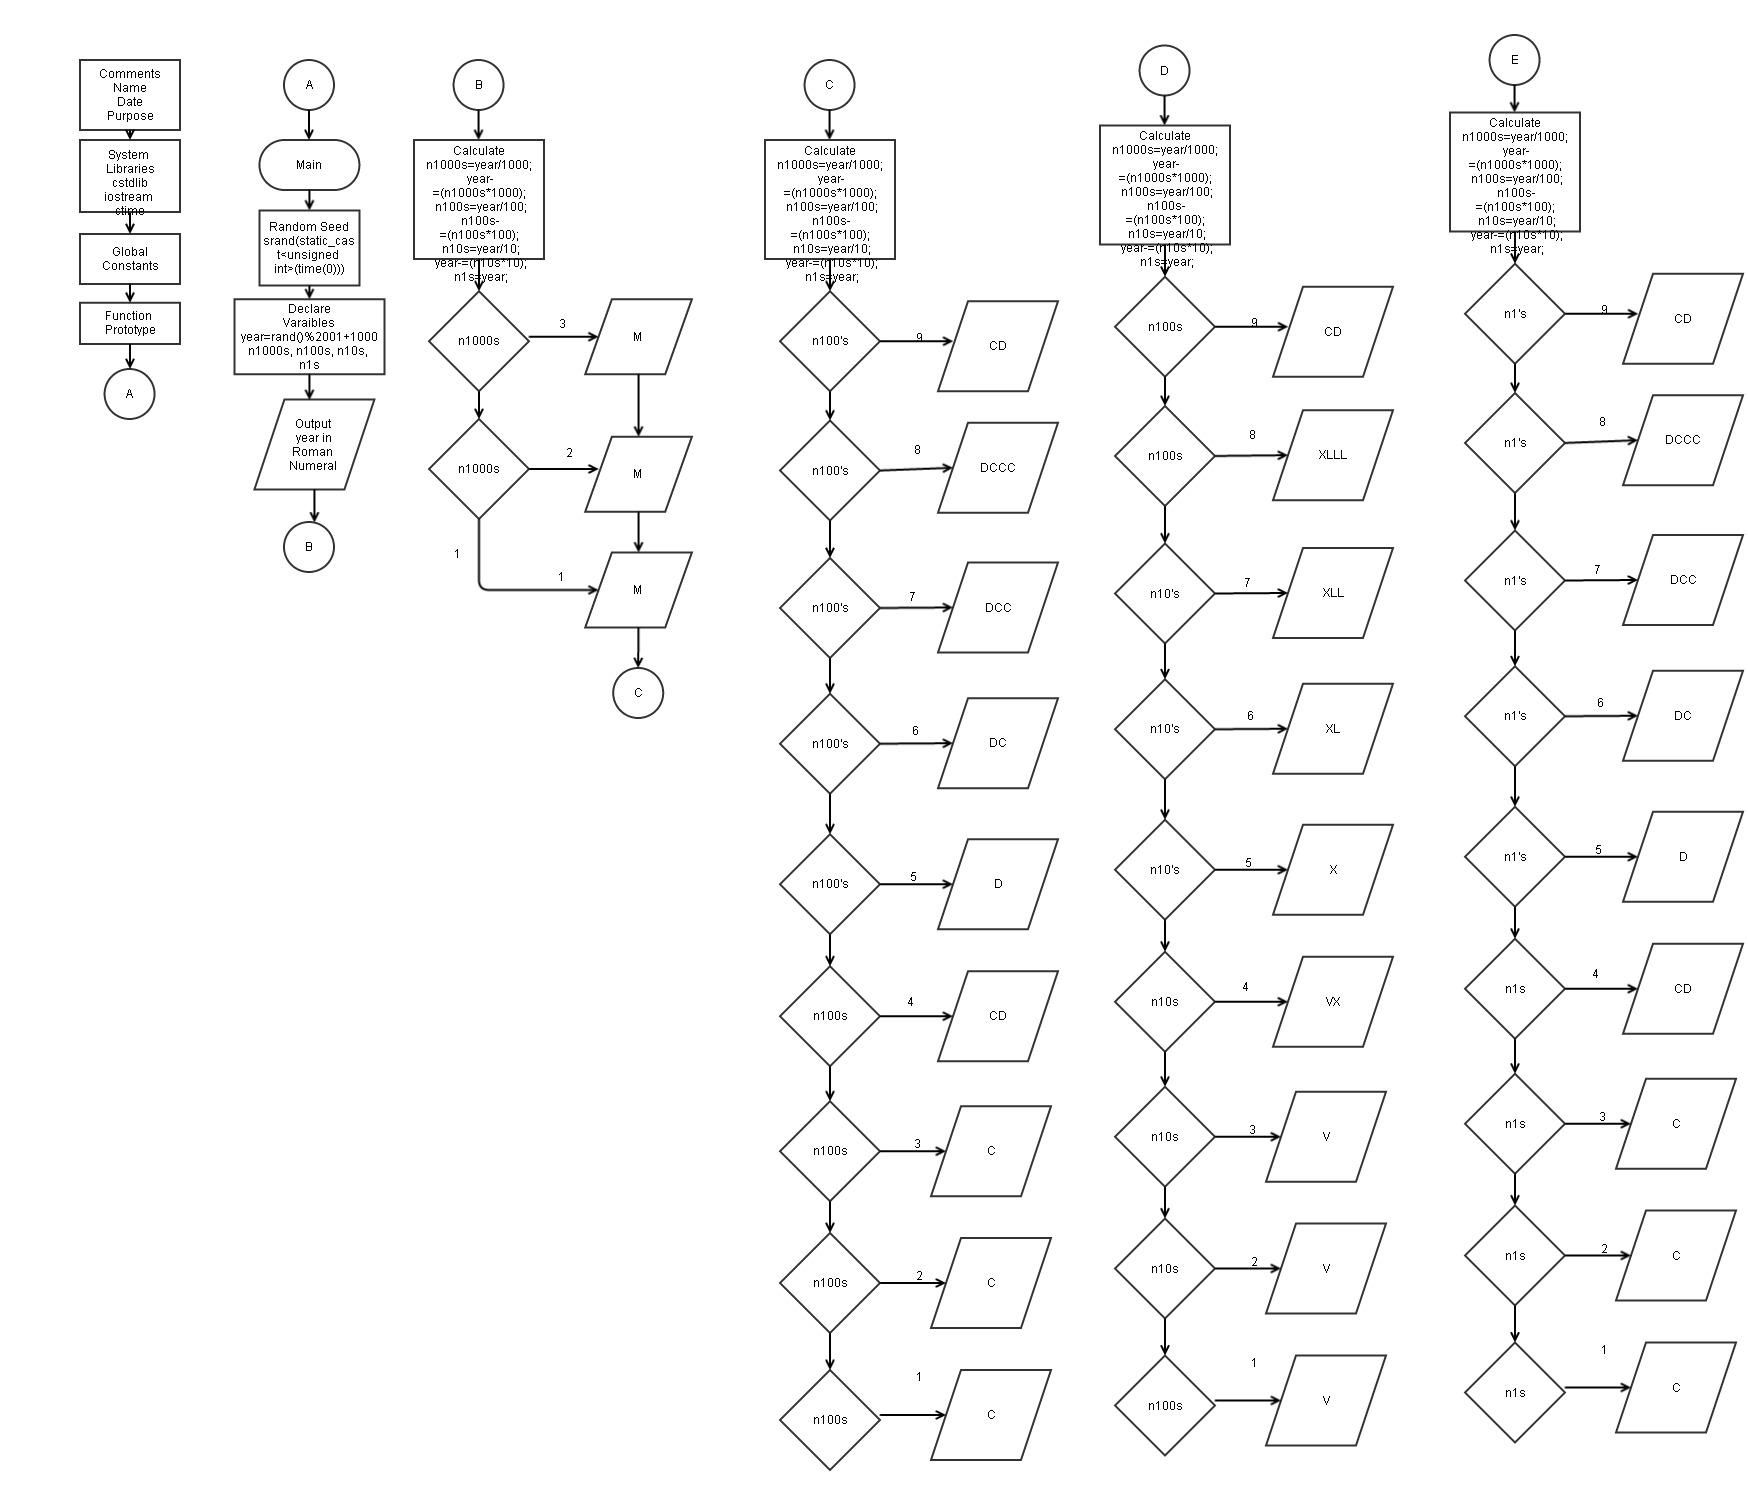 Comments
Name
Date
Purpose
System
Libraries
cstdlib
iostream
ctime
Global
Constants
Function
Prototype
A
A
Main
Random Seed
srand(static_cas
t<unsigned
int>(time(0)))
Declare
Varaibles
year=rand()%2001+1000
n1000s, n100s, n10s,
n1s
Output
year in
Roman
Numeral
B
B
Calculate
n1000s=year/1000;
year-
=(n1000s*1000);
n100s=year/100;
n100s-
=(n100s*100);
n10s=year/10;
year-=(n10s*10);
n1s=year;
n1000s
3
M
n1000s
2
M
1
1
M
C
C
Calculate
n1000s=year/1000;
year-
=(n1000s*1000);
n100s=year/100;
n100s-
=(n100s*100);
n10s=year/10;
year-=(n10s*10);
n1s=year;
n100's
9
CD
n100's
8
DCCC
n100's
7
DCC
n100's
6
DC
n100's
5
D
n100s
4
CD
n100s
3
C
n100s
2
C
n100s
1
C
D
Calculate
n1000s=year/1000;
year-
=(n1000s*1000);
n100s=year/100;
n100s-
=(n100s*100);
n10s=year/10;
year-=(n10s*10);
n1s=year;
n100s
9
CD
n100s
8
XLLL
n10's
7
XLL
n10's
6
XL
n10's
5
X
n10s
4
VX
n10s
3
V
n10s
2
V
n100s
1
V
E
Calculate
n1000s=year/1000;
year-
=(n1000s*1000);
n100s=year/100;
n100s-
=(n100s*100);
n10s=year/10;
year-=(n10s*10);
n1s=year;
n1's
9
CD
n1's
8
DCCC
n1's
7
DCC
n1's
6
DC
n1's
5
D
n1s
4
CD
n1s
3
C
n1s
2
C
n1s
1
C